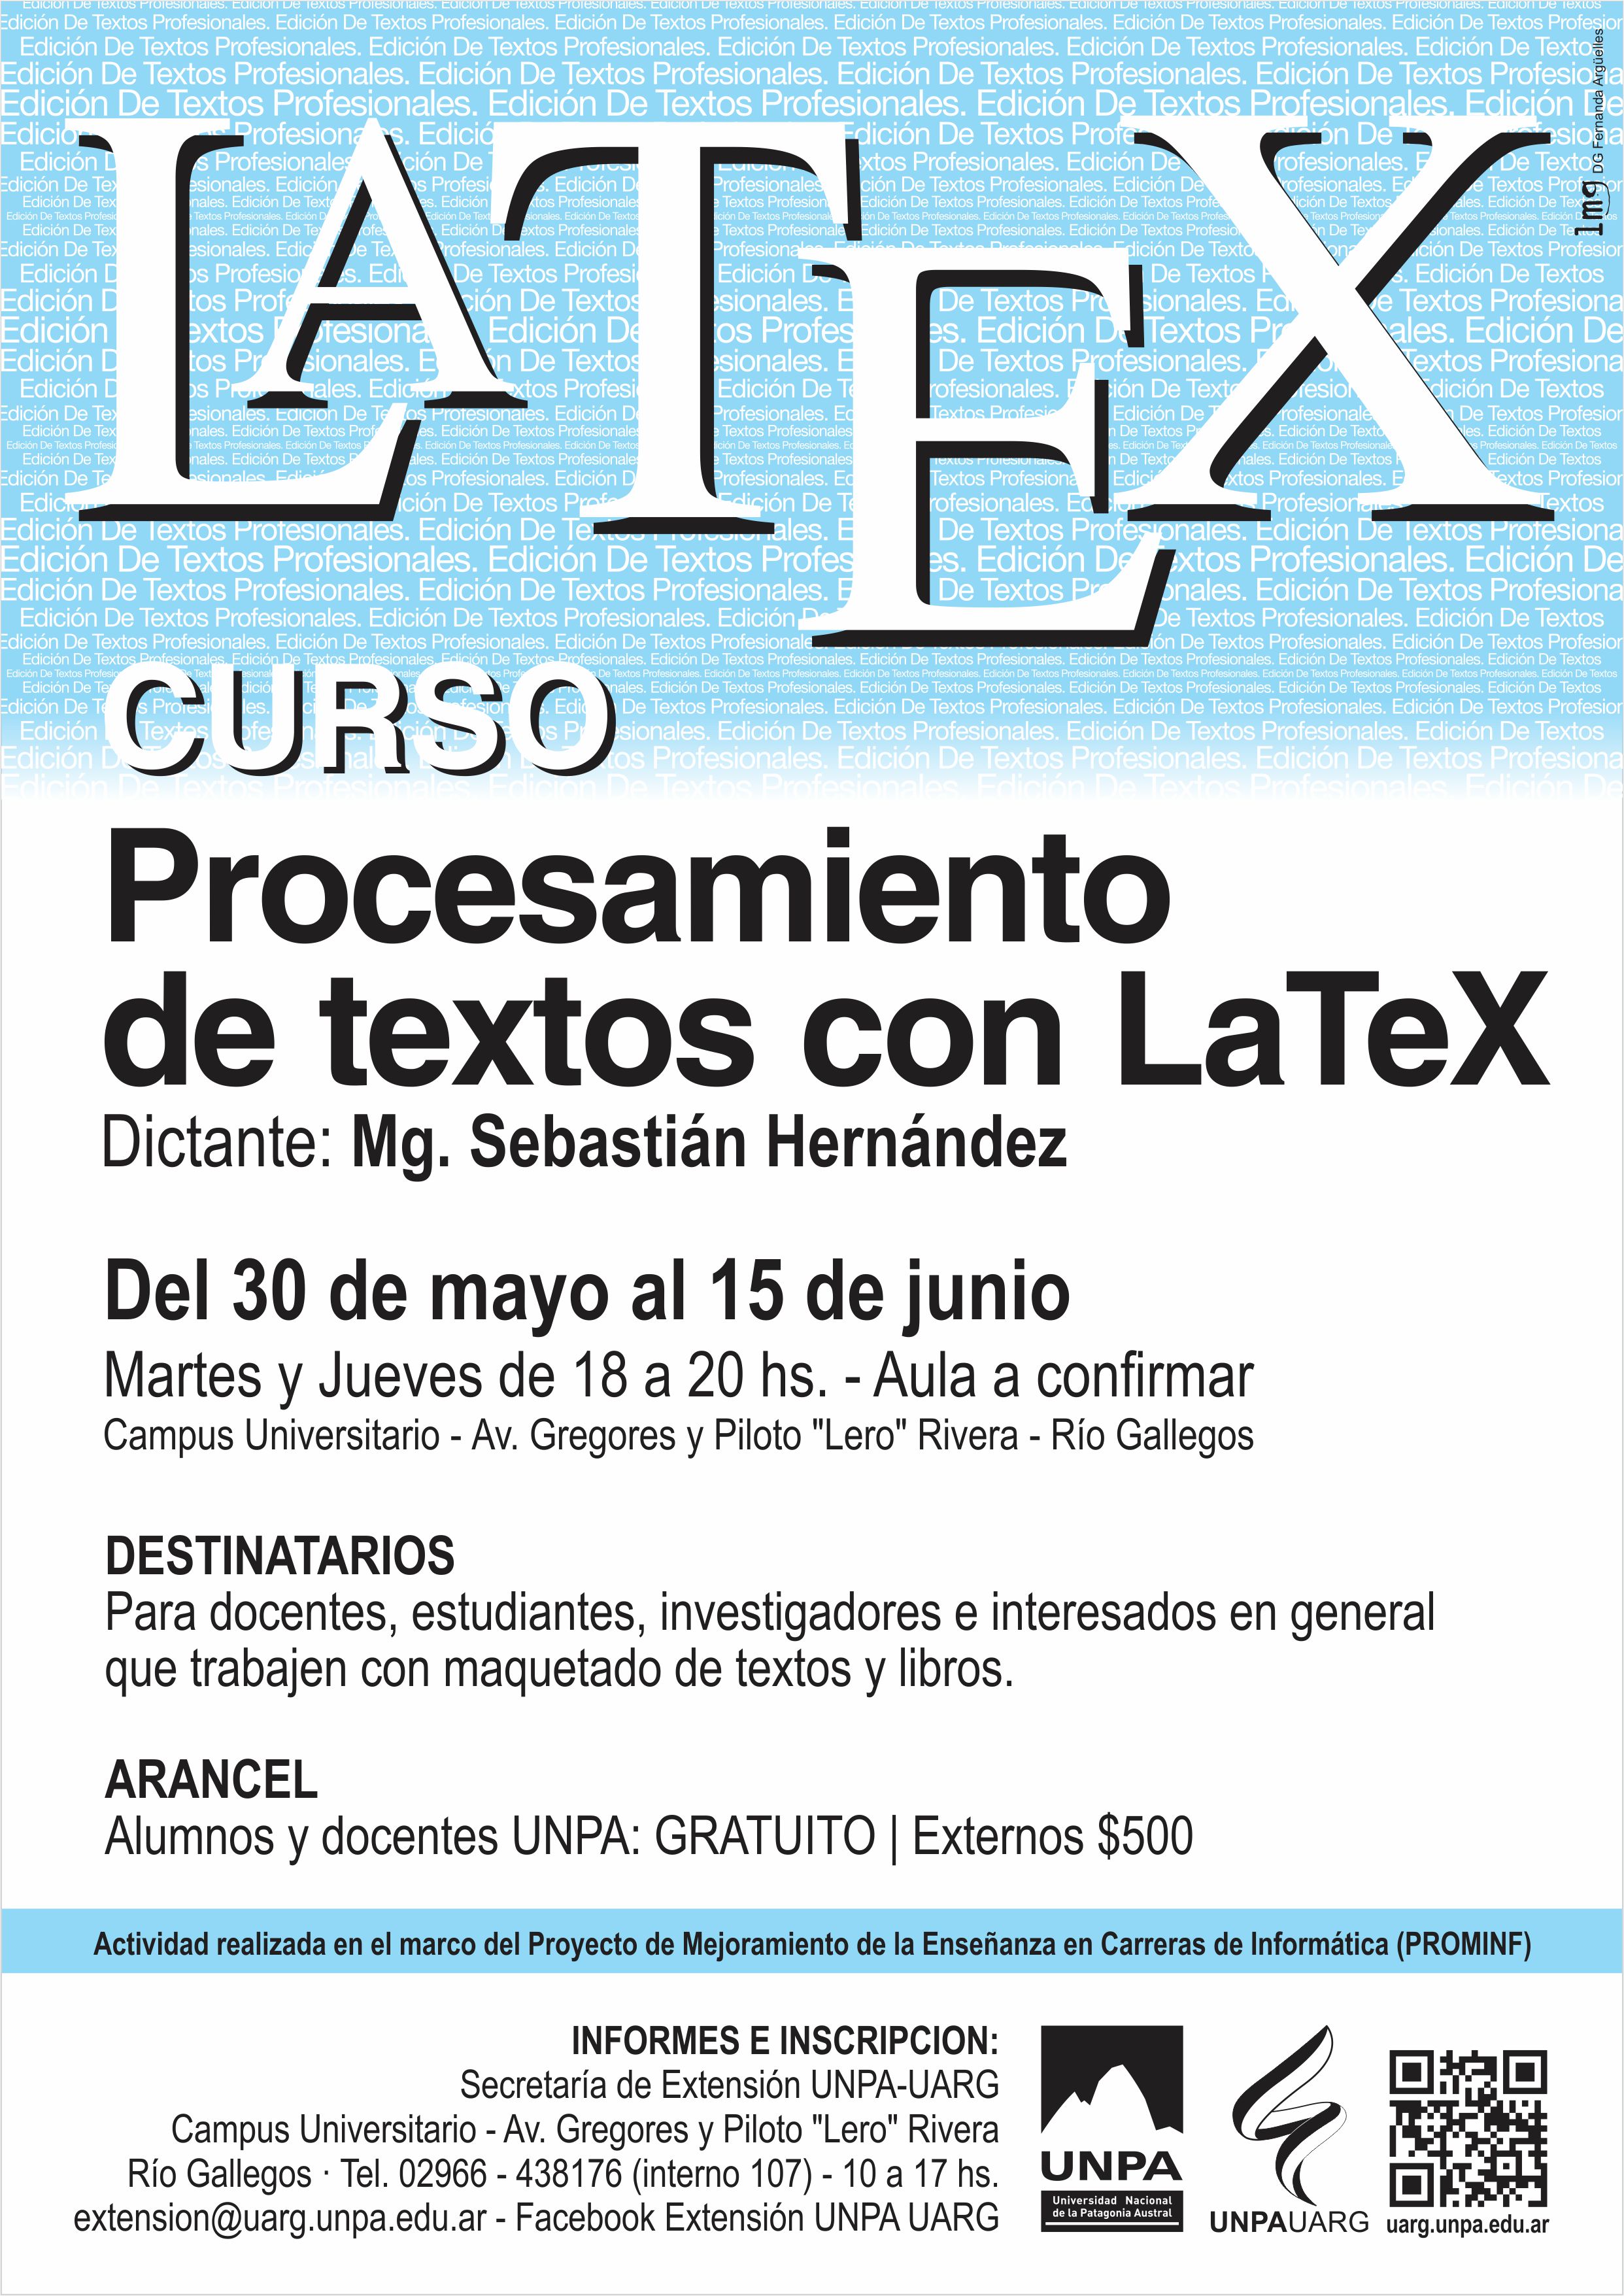 Edición De Textos Profesionales.
DG Fernanda Argüelles
img
LATEX
CURSO
Procesamiento
de textos con LaTeX
Dictante: Mg. Sebastián Hernández
Del 30 de mayo al 15 de junio
Martes y Jueves de 18 a 20 hs. - Aula a confirmar
Campus Universitario - Av. Gregores y Piloto "Lero" Rivera - Río Gallegos
DESTINATARIOS
Para docentes, estudiantes, investigadores e interesados en general
que trabajen con maquetado de textos y libros.
ARANCEL
Alumnos y docentes UNPA: GRATUITO | Externos $500
Actividad realizada en el marco del Proyecto de Mejoramiento de la Enseñanza en Carreras de Informática (PROMINF)
INFORMES E INSCRIPCION:
Secretaría de Extensión UNPA-UARG
Campus Universitario - Av. Gregores y Piloto "Lero" Rivera
Río Gallegos · Tel. 02966 - 438176 (interno 107) - 10 a 17 hs.
extension@uarg.unpa.edu.ar - Facebook Extensión UNPA UARG
UNPA
Universidad Nacional
de la Patagonia Austral
UNPAUARG
uarg.unpa.edu.ar